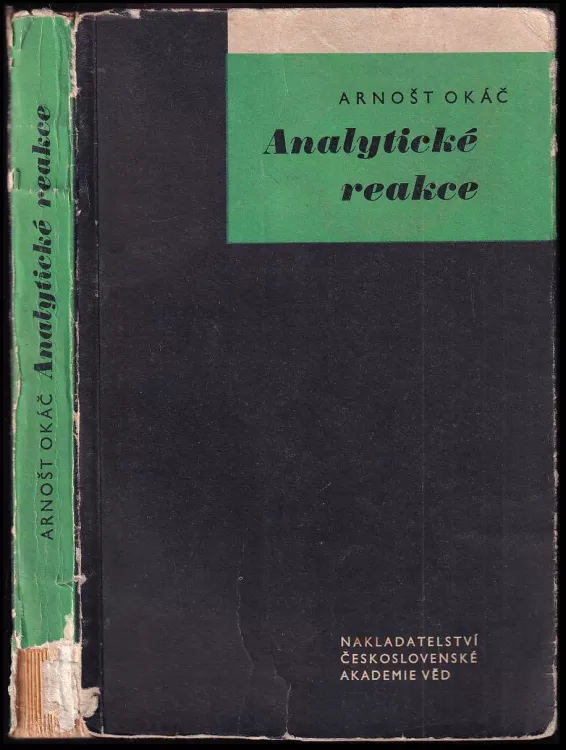 ARNOŠT OKÁČ
Analytické
reakce
NAKLADATELSTVÍ
ČESKOSLOVENSKÉ
AKADEMIE VĚD
ARNOŠT OKÁČ Analytické reakce